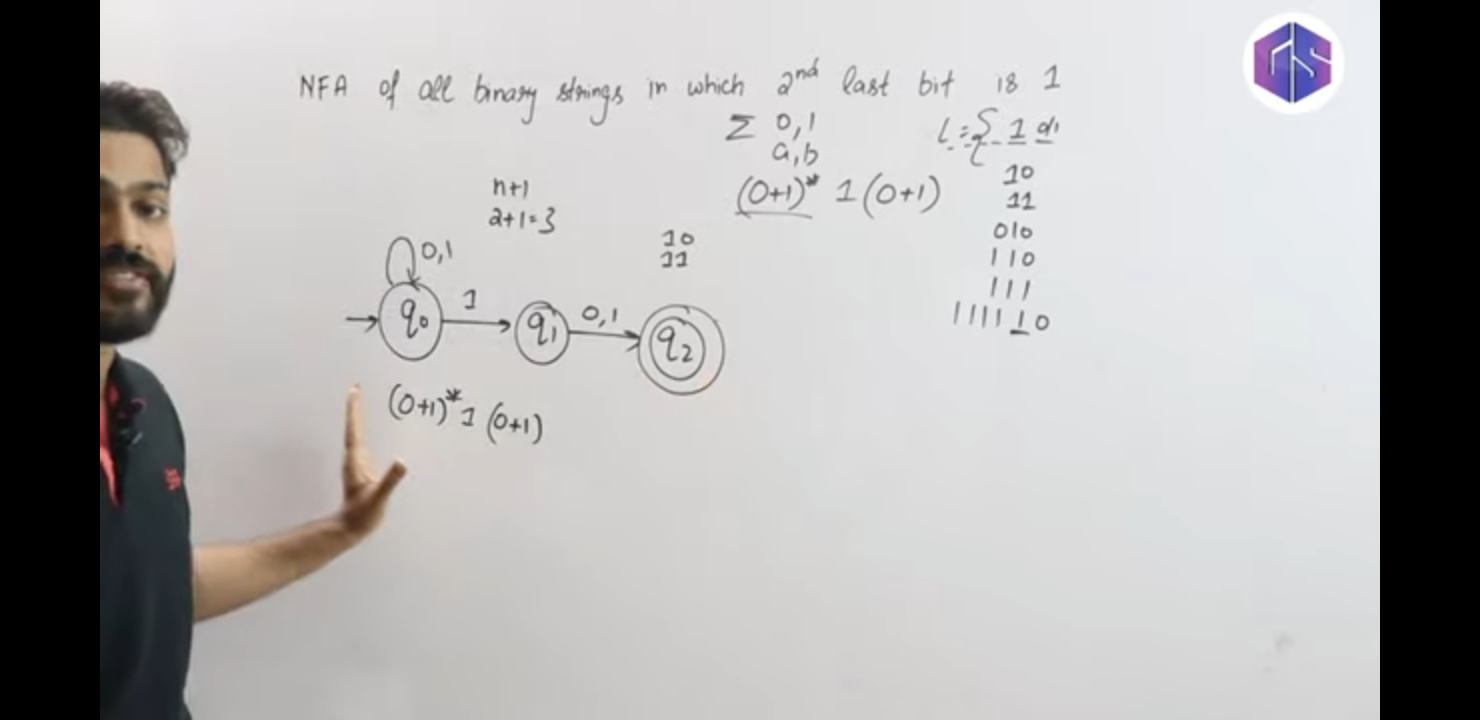 NFA of all binary strings in which 2nd last bit is 1
Σ 0,1
a,b
L = { _ 1
(0+1)* 1 (0+1)
10
11
010
110
111
111110
n+1
2+1=3
10
11
0,1
q0
1
q1
0,1
q2
(0+1)* 1 (0+1)
GS